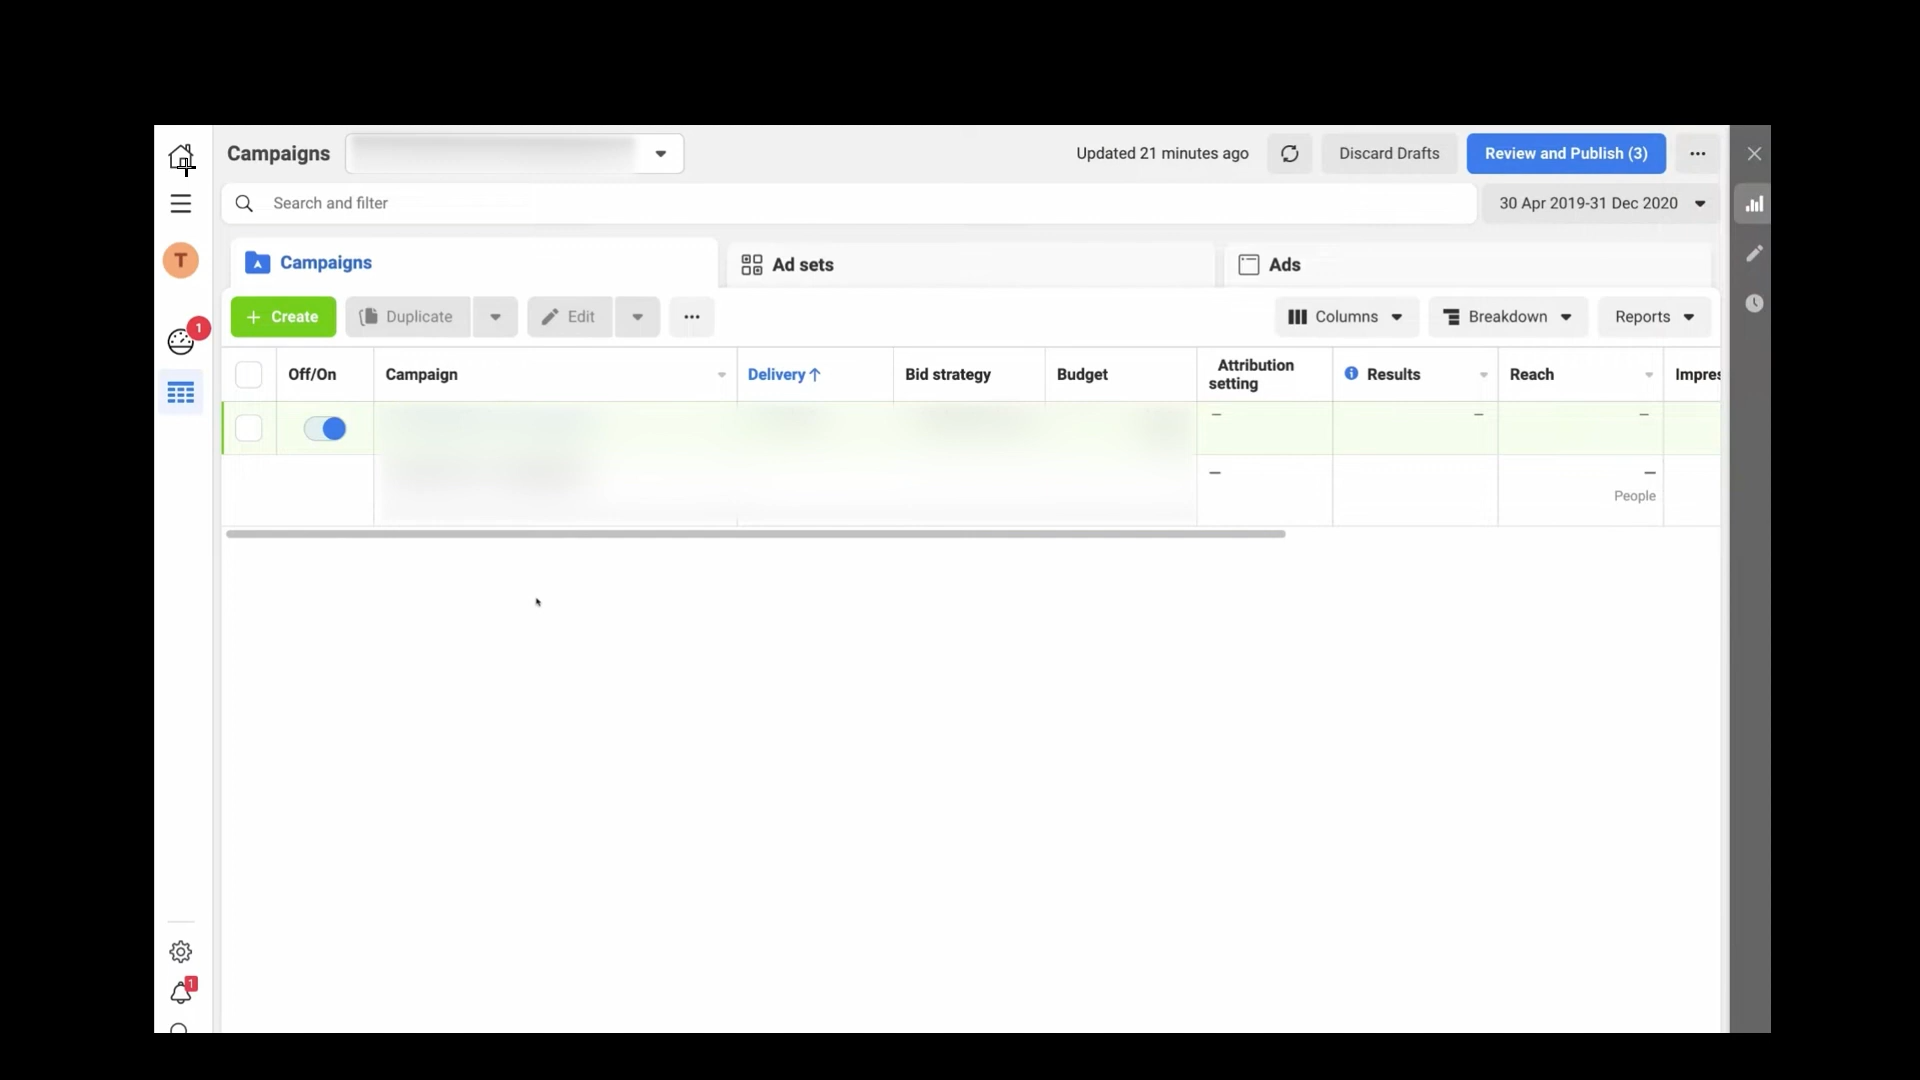 Campaigns
Updated 21 minutes ago
Discard Drafts
Review and Publish (3)
Search and filter
30 Apr 2019-31 Dec 2020
T
Campaigns
Ad sets
Ads
1
+ Create
Duplicate
Edit
Columns
Breakdown
Reports
Off/On
Campaign
Delivery↑
Bid strategy
Budget
Attribution
setting
Results
Reach
Impres
—
—
—
—
—
People
1